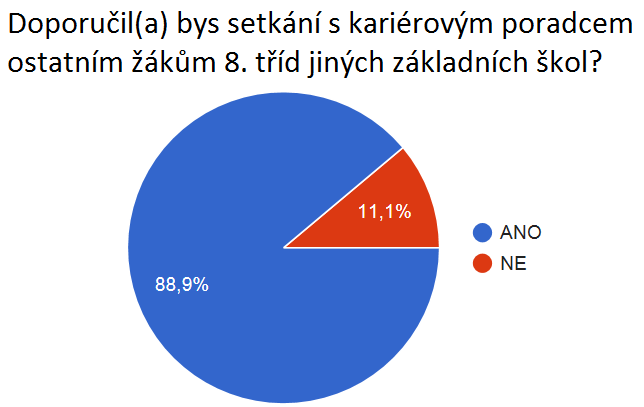 Doporučil(a) bys setkání s kariérovým poradcem
ostatním žákům 8. tříd jiných základních škol?
11,1%
88,9%
ANO
NE